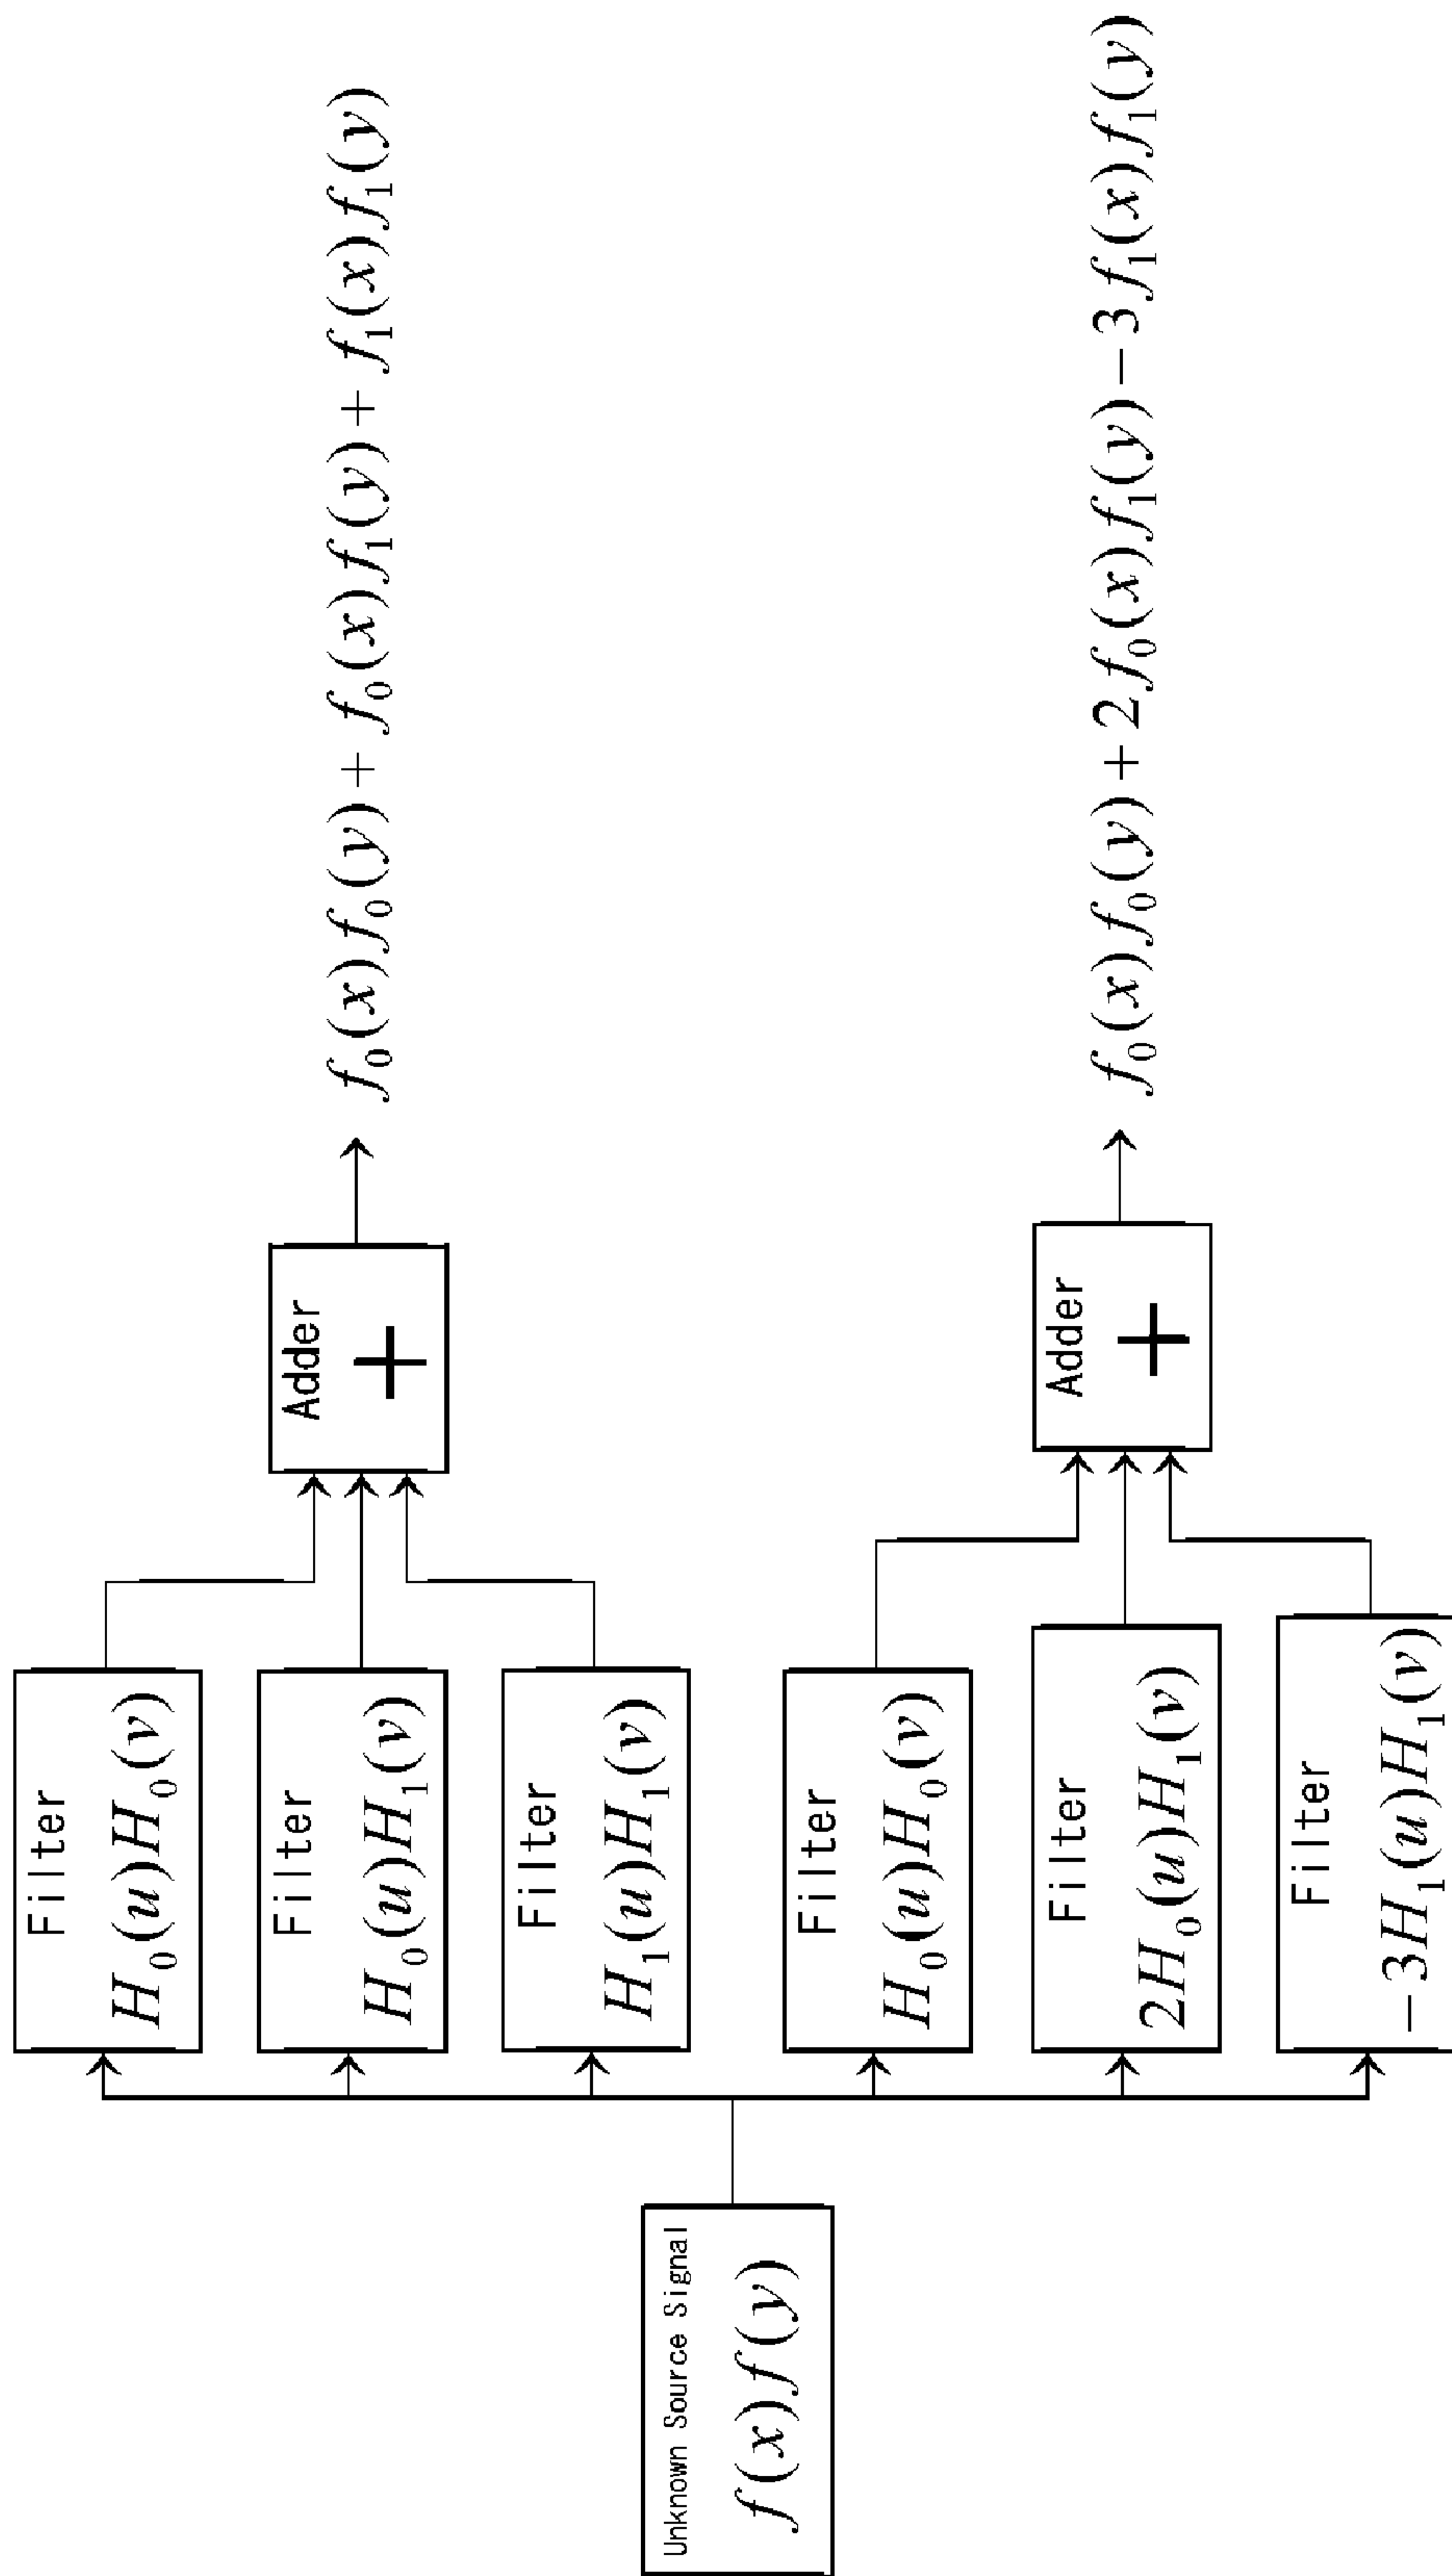 Unknown Source Signal
f(x)f(y)
Filter
H₀(u)H₀(v)
Filter
H₀(u)H₁(v)
Filter
H₁(u)H₁(v)
Filter
H₀(u)H₀(v)
Filter
2H₀(u)H₁(v)
Filter
−3H₁(u)H₁(v)
Adder
+
f₀(x)f₀(y)+f₀(x)f₁(y)+f₁(x)f₁(y)
Adder
+
f₀(x)f₀(y)+2f₀(x)f₁(y)−3f₁(x)f₁(y)